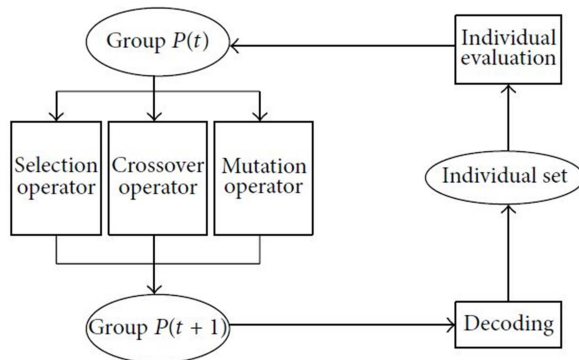 Group P(t)
Individual
evaluation
Selection
operator
Crossover
operator
Mutation
operator
Individual set
Group P(t + 1)
Decoding